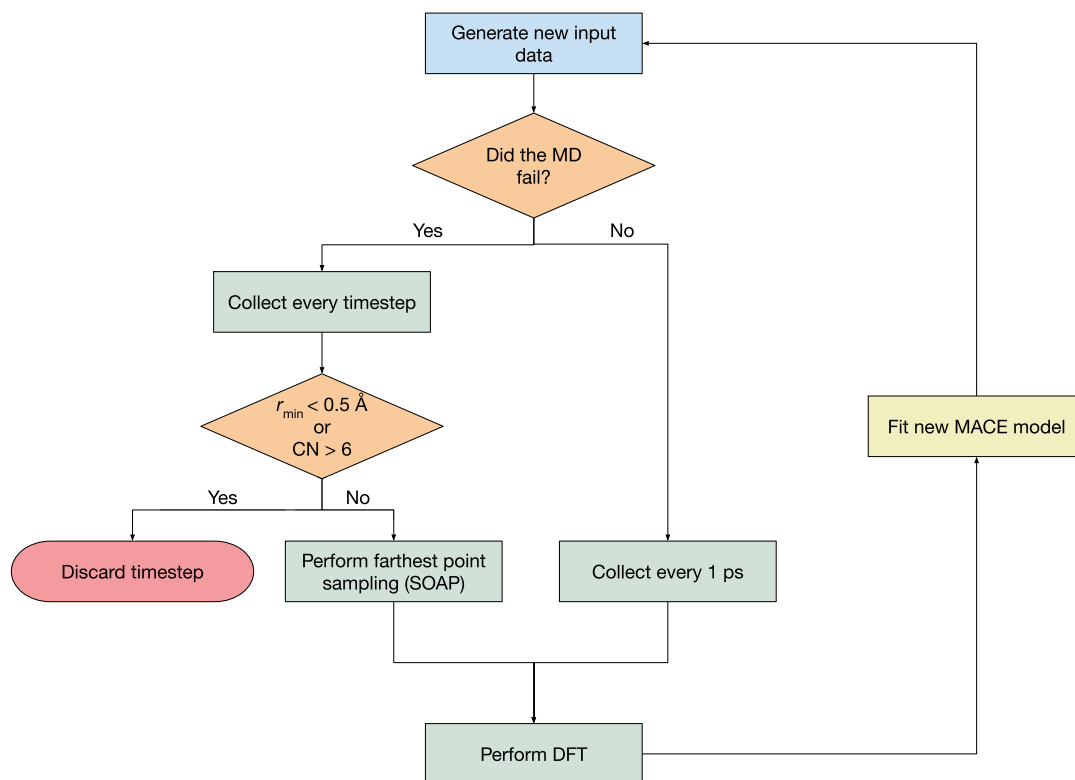 Generate new input
data
Did the MD
fail?
Yes
No
Collect every timestep
r_min < 0.5 Å
or
CN > 6
Fit new MACE model
Yes
No
Discard timestep
Perform farthest point
sampling (SOAP)
Collect every 1 ps
Perform DFT